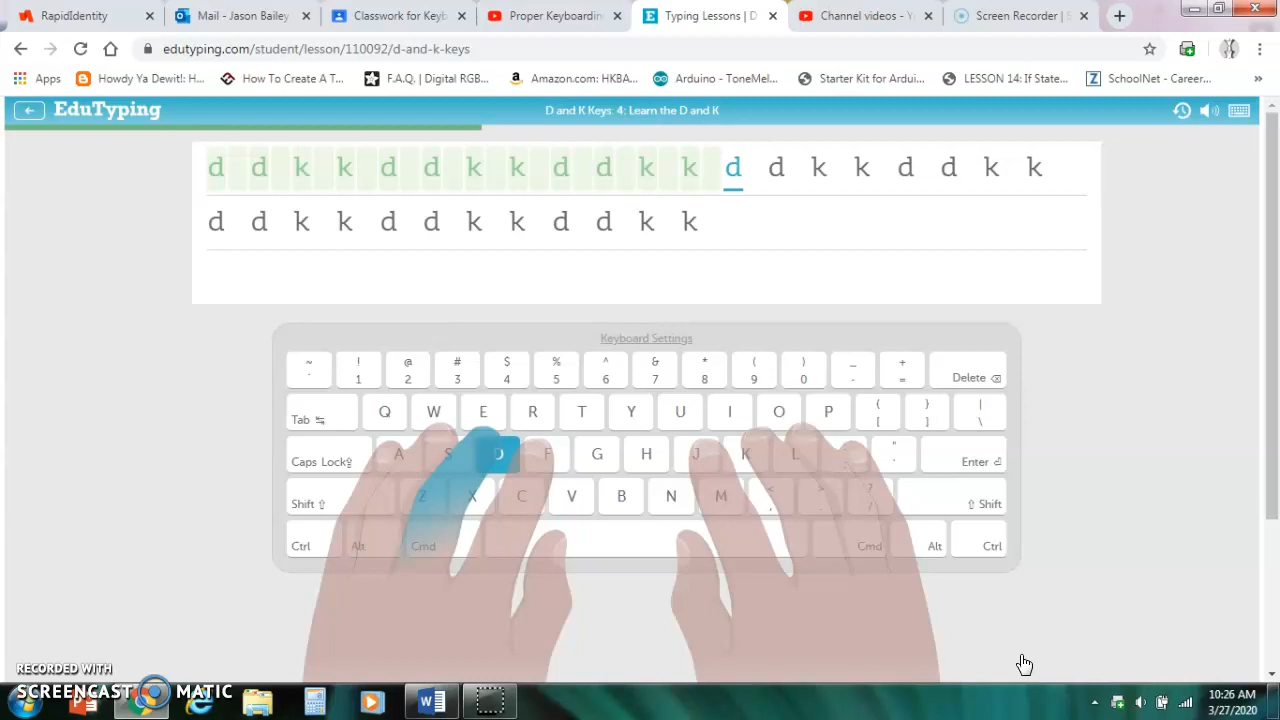 RapidIdentity × Mail - Jason Bailey × Classwork for Keyb × Proper Keyboarding × Typing Lessons | D × Channel videos - Y × Screen Recorder | S ×
edutyping.com/student/lesson/110092/d-and-k-keys
Apps Howdy Ya Dewit!: H... How To Create A T... F.A.Q. | Digital RGB... Amazon.com: HKBA... Arduino - ToneMel... Starter Kit for Ardui... LESSON 14: If State... SchoolNet - Career... »
EduTyping D and K Keys: 4: Learn the D and K
d d k k d d k k d d k k d d k k d d k k
d d k k d d k k d d k k
Keyboard Settings
~ ! @ # $ % ^ & * ( ) _ +
` 1 2 3 4 5 6 7 8 9 0 - = Delete
Tab Q W E R T Y U I O P { [ } ] | \
Caps Lock A S D F G H J K L : ; " ' Enter
Shift Z X C V B N M < , > . ? / Shift
Ctrl Alt Cmd Cmd Alt Ctrl
RECORDED WITH
SCREENCAST MATIC
10:26 AM
3/27/2020